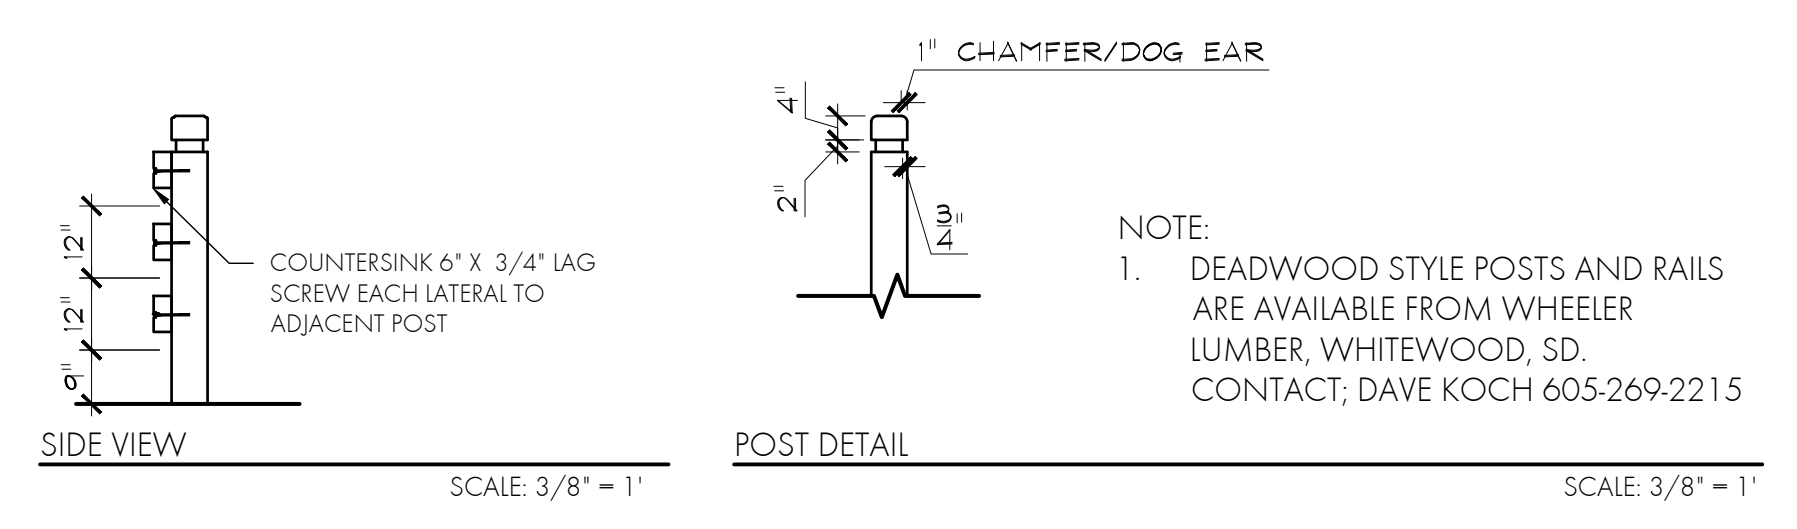 1" CHAMFER/DOG EAR
4"
2"
3/4"
12"
12"
9"
COUNTERSINK 6" X 3/4" LAG
SCREW EACH LATERAL TO
ADJACENT POST
NOTE:
1. DEADWOOD STYLE POSTS AND RAILS
ARE AVAILABLE FROM WHEELER
LUMBER, WHITEWOOD, SD.
CONTACT; DAVE KOCH 605-269-2215
SIDE VIEW
SCALE: 3/8" = 1'
POST DETAIL
SCALE: 3/8" = 1'